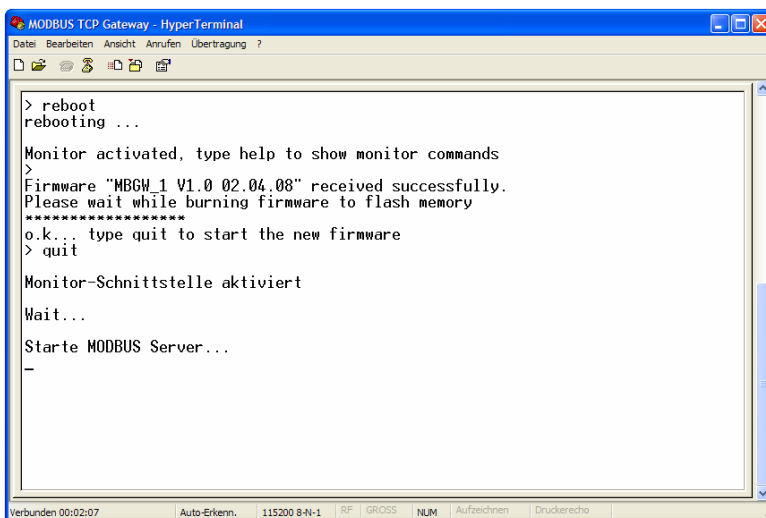 MODBUS TCP Gateway - HyperTerminal
Datei Bearbeiten Ansicht Anrufen Übertragung ?
> reboot
rebooting ...
Monitor activated, type help to show monitor commands
>
Firmware "MBGW_1 V1.0 02.04.08" received successfully.
Please wait while burning firmware to flash memory
******************
o.k... type quit to start the new firmware
> quit
Monitor-Schnittstelle aktiviert
Wait...
Starte MODBUS Server...
_
Verbunden 00:02:07 Auto-Erkenn. 115200 8-N-1 RF GROSS NUM Aufzeichnen Druckerecho